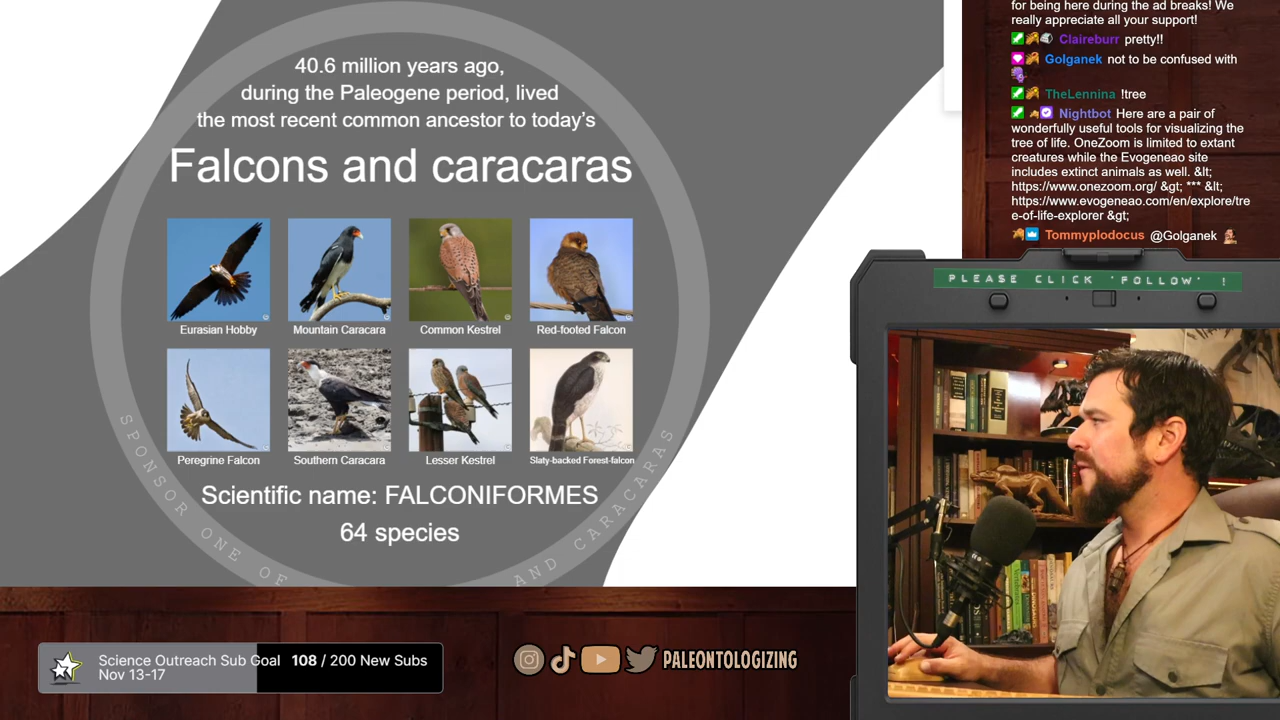 40.6 million years ago,
during the Paleogene period, lived
the most recent common ancestor to today's
Falcons and caracaras
Eurasian Hobby
Mountain Caracara
Common Kestrel
Red-footed Falcon
Peregrine Falcon
Southern Caracara
Lesser Kestrel
Slaty-backed Forest-falcon
Scientific name: FALCONIFORMES
64 species
SPONSOR ONE OF
AND CARACARAS
for being here during the ad breaks! We
really appreciate all your support!
Claireburr pretty!!
Golganek not to be confused with
TheLennina !tree
Nightbot Here are a pair of
wonderfully useful tools for visualizing the
tree of life. OneZoom is limited to extant
creatures while the Evogeneao site
includes extinct animals as well. &lt;
https://www.onezoom.org/ &gt; *** &lt;
https://www.evogeneao.com/en/explore/tre
e-of-life-explorer &gt;
Tommyplodocus @Golganek
PLEASE CLICK 'FOLLOW' !
Science Outreach Sub Goal 108 / 200 New Subs
Nov 13-17
PALEONTOLOGIZING